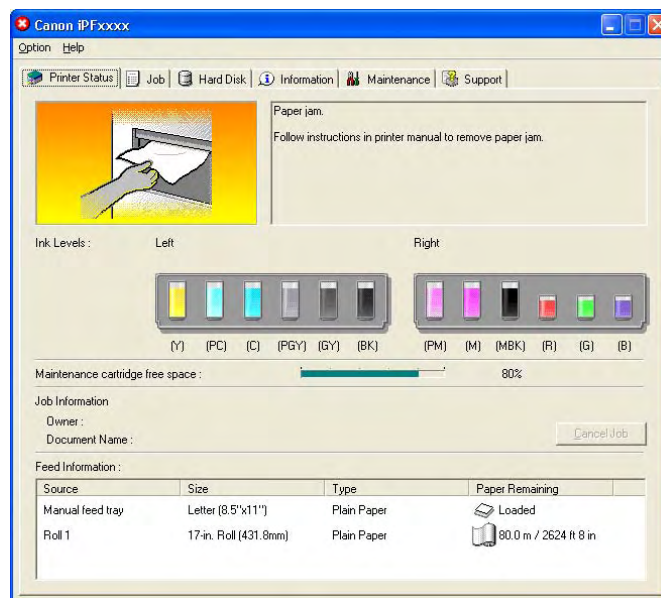 Canon iPFxxxx
Option Help
Printer Status Job Hard Disk Information Maintenance Support
Paper jam.
Follow instructions in printer manual to remove paper jam.
Ink Levels : Left Right
(Y) (PC) (C) (PGY) (GY) (BK) (PM) (M) (MBK) (R) (G) (B)
Maintenance cartridge free space : 80%
Job Information
Owner :
Document Name :
Cancel Job
Feed Information :
Source Size Type Paper Remaining
Manual feed tray Letter (8.5"x11") Plain Paper Loaded
Roll 1 17-in. Roll (431.8mm) Plain Paper 80.0 m / 2624 ft 8 in